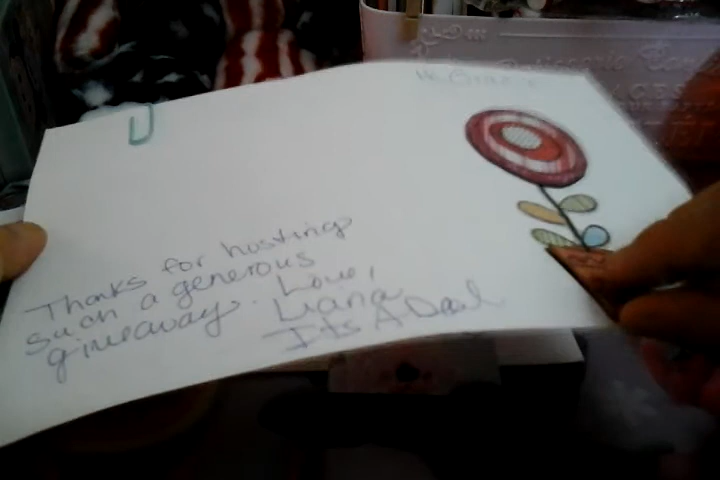 Thanks for hosting
such a generous
giveaway. Love,
Liana
Its A Deal